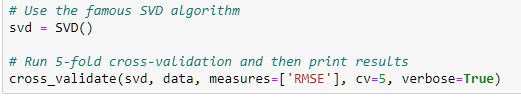 # Use the famous SVD algorithm
svd = SVD()
# Run 5-fold cross-validation and then print results
cross_validate(svd, data, measures=['RMSE'], cv=5, verbose=True)